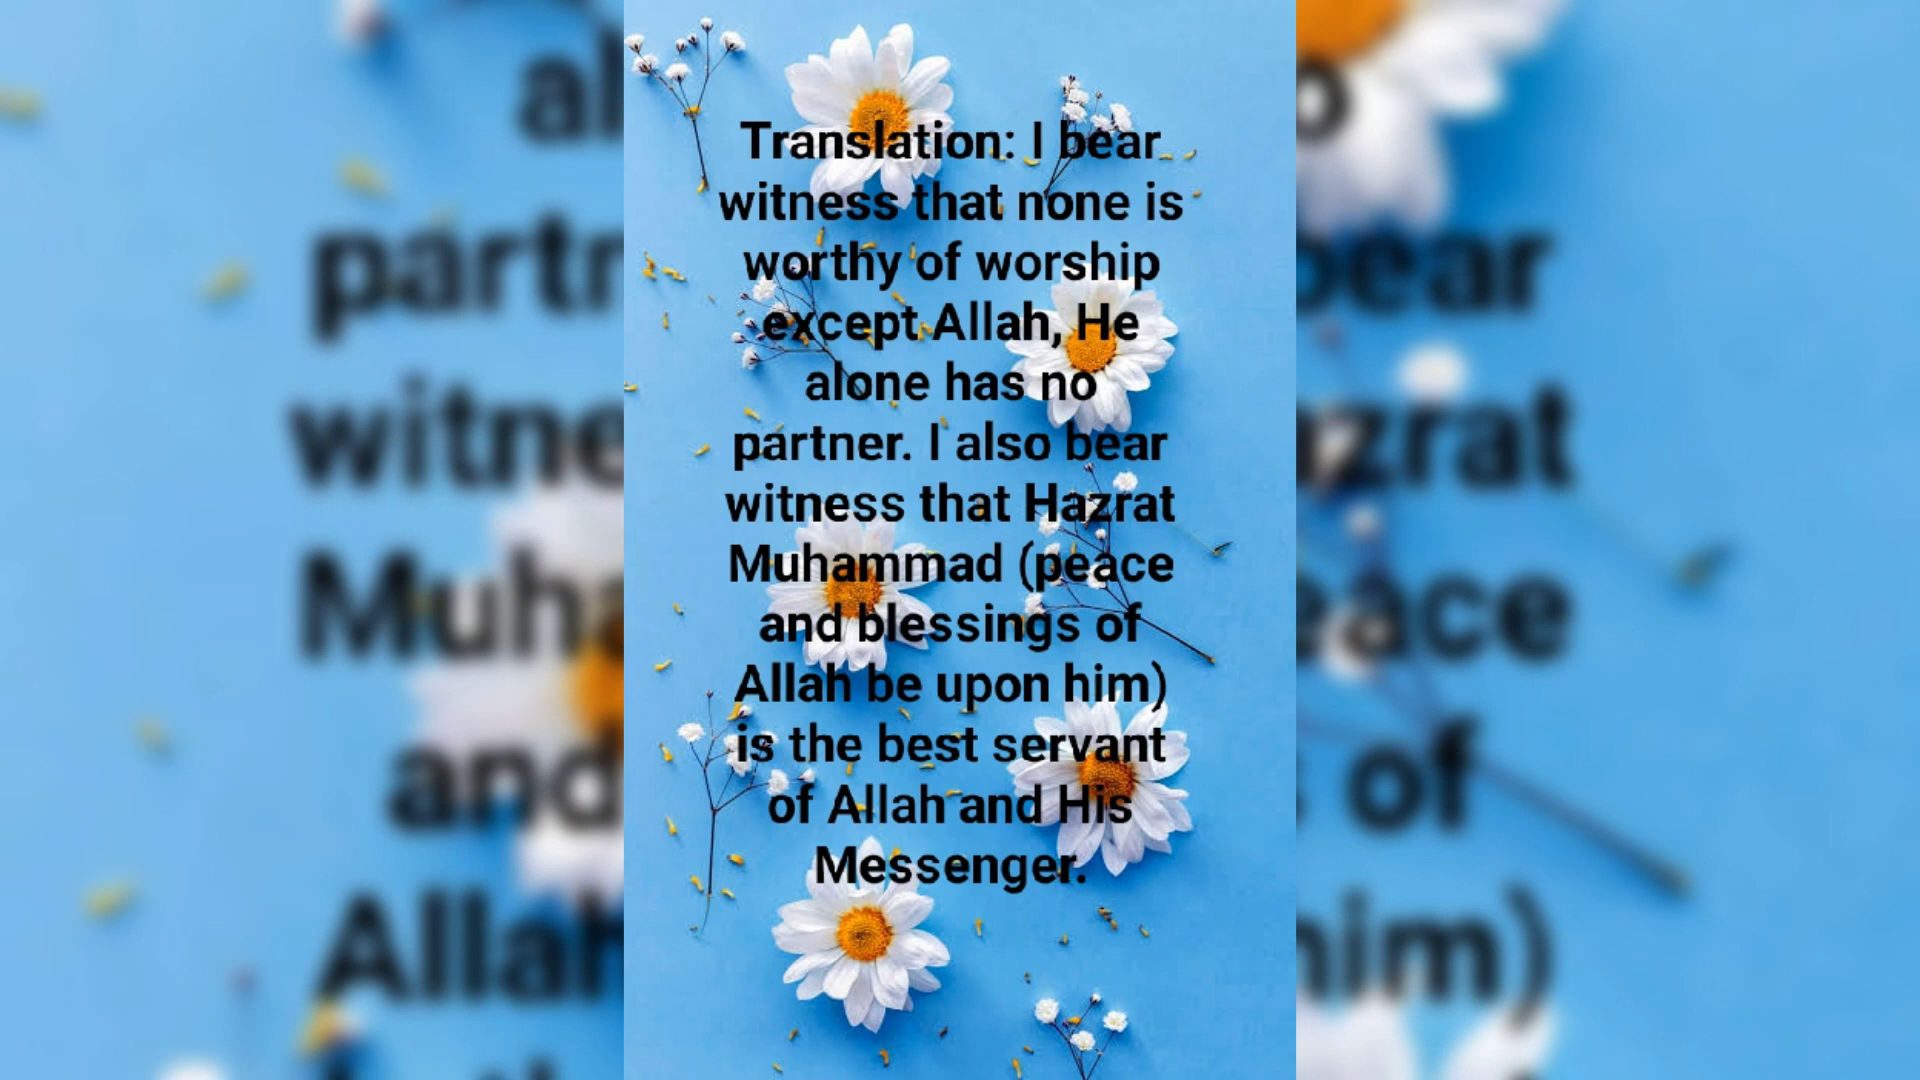 Translation: I bear
witness that none is
worthy of worship
except Allah, He
alone has no
partner. I also bear
witness that Hazrat
Muhammad (peace
and blessings of
Allah be upon him)
is the best servant
of Allah and His
Messenger.